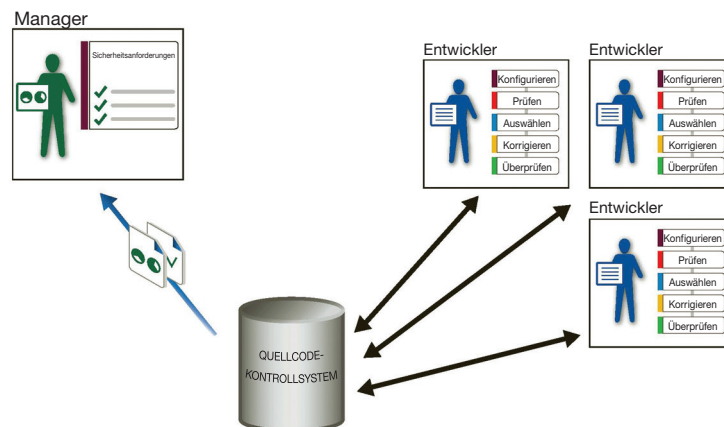 Manager
Sicherheitsanforderungen
Entwickler
Konfigurieren
Prüfen
Auswählen
Korrigieren
Überprüfen
Entwickler
Konfigurieren
Prüfen
Auswählen
Korrigieren
Überprüfen
Entwickler
Konfigurieren
Prüfen
Auswählen
Korrigieren
Überprüfen
QUELLCODE-
KONTROLLSYSTEM